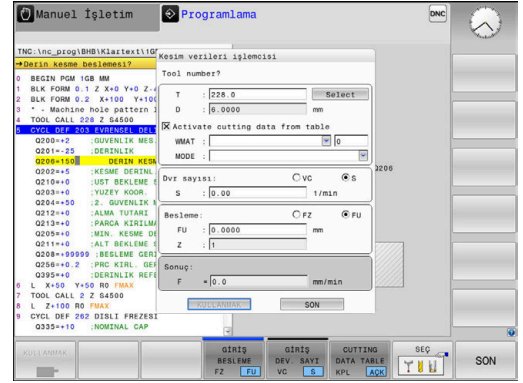 Manuel İşletim
Programlama
DNC
TNC:\nc_prog\BHB\Klartext\1G
→Derin kesme beslemesi?
0 BEGIN PGM 1GB MM
1 BLK FORM 0.1 Z X+0 Y+0 Z-
2 BLK FORM 0.2 X+100 Y+10
3 * - Machine hole pattern
4 TOOL CALL 228 Z S4500
5 CYCL DEF 203 EVRENSEL DEL
Q200=+2 ;GUVENLIK MES.
Q201=-25 ;DERINLIK
Q206=150 DERIN KESM
Q202=+5 ;KESME DERINL.
Q210=+0 ;UST BEKLEME
Q203=+0 ;YUZEY KOOR.
Q204=+50 ;2. GUVENLIK
Q212=+0 ;ALMA TUTARI
Q213=+0 ;PARCA KIRILMA
Q205=+0 ;MIN. KESME DE
Q211=+0 ;ALT BEKLEME
Q208=+99999 ;BESLEME GERI
Q256=+0.2 ;PRC KIRL. GER
Q395=+0 ;DERINLIK REFE
6 L X+50 Y+50 R0 FMAX
7 TOOL CALL 2 Z S4500
8 L Z+100 R0 FMAX
9 CYCL DEF 262 DISLI FREZESI
Q335=+10 ;NOMINAL CAP
Kesim verileri işlemcisi
Tool number?
T : 228.0 Select
D : 6.0000 mm
Activate cutting data from table
WMAT : 0
MODE :
Dvr sayısı: VC S
S : 0.00 1/min
Besleme: FZ FU
FU : 0.0000 mm
Z : 1
Sonuç:
F = 0.0 mm/min
KULLANMAK SON
Q206
KULLANMAK
GİRİŞ BESLEME FZ FU
GİRİŞ DEV. SAYI VC S
CUTTING DATA TABLE KPL AÇK
SEÇ
SON